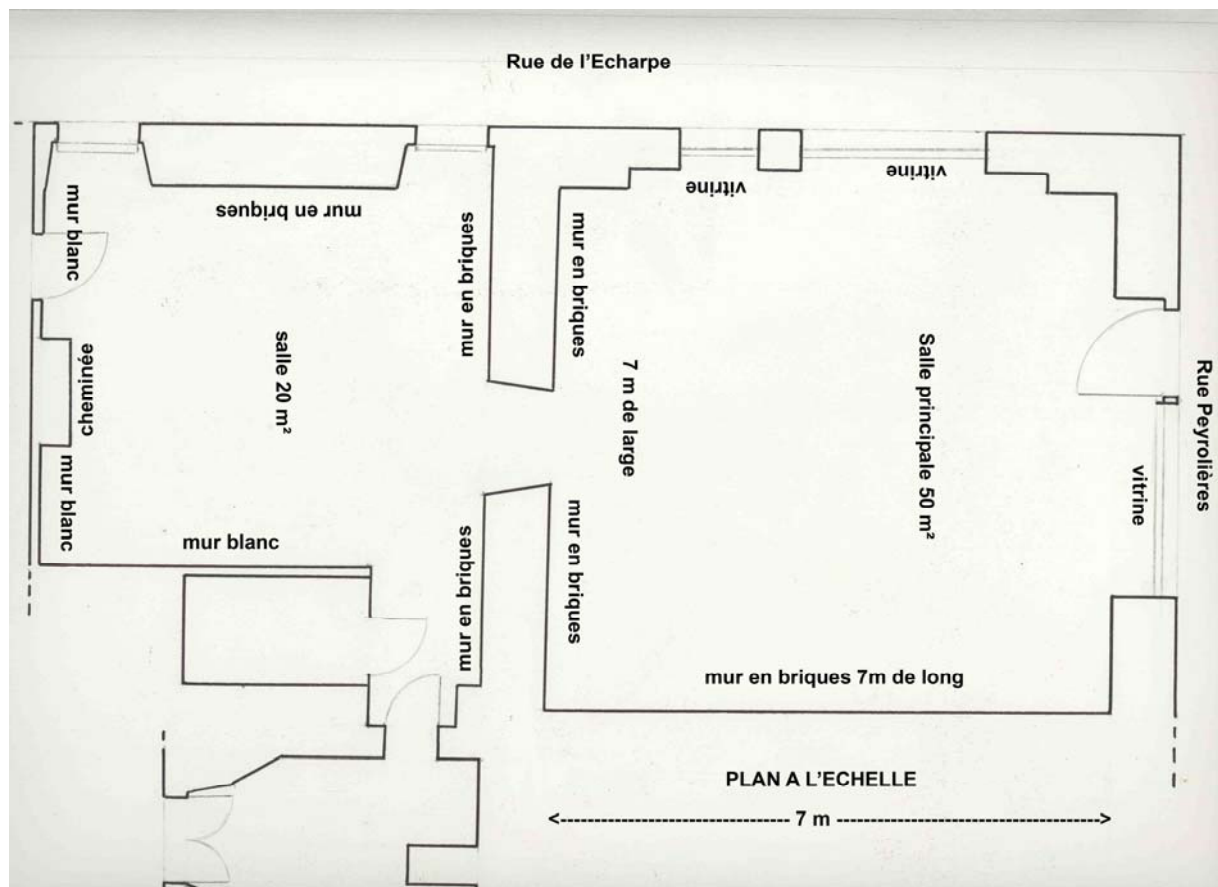 Rue de l'Echarpe
vitrine
vitrine
mur en briques
mur blanc
mur en briques
mur en briques
cheminée
salle 20 m²
7 m de large
Salle principale 50 m²
Rue Peyrolières
vitrine
mur blanc
mur blanc
mur en briques
mur en briques
mur en briques 7m de long
PLAN A L'ECHELLE
<---------------------------- 7 m -------------------------------->